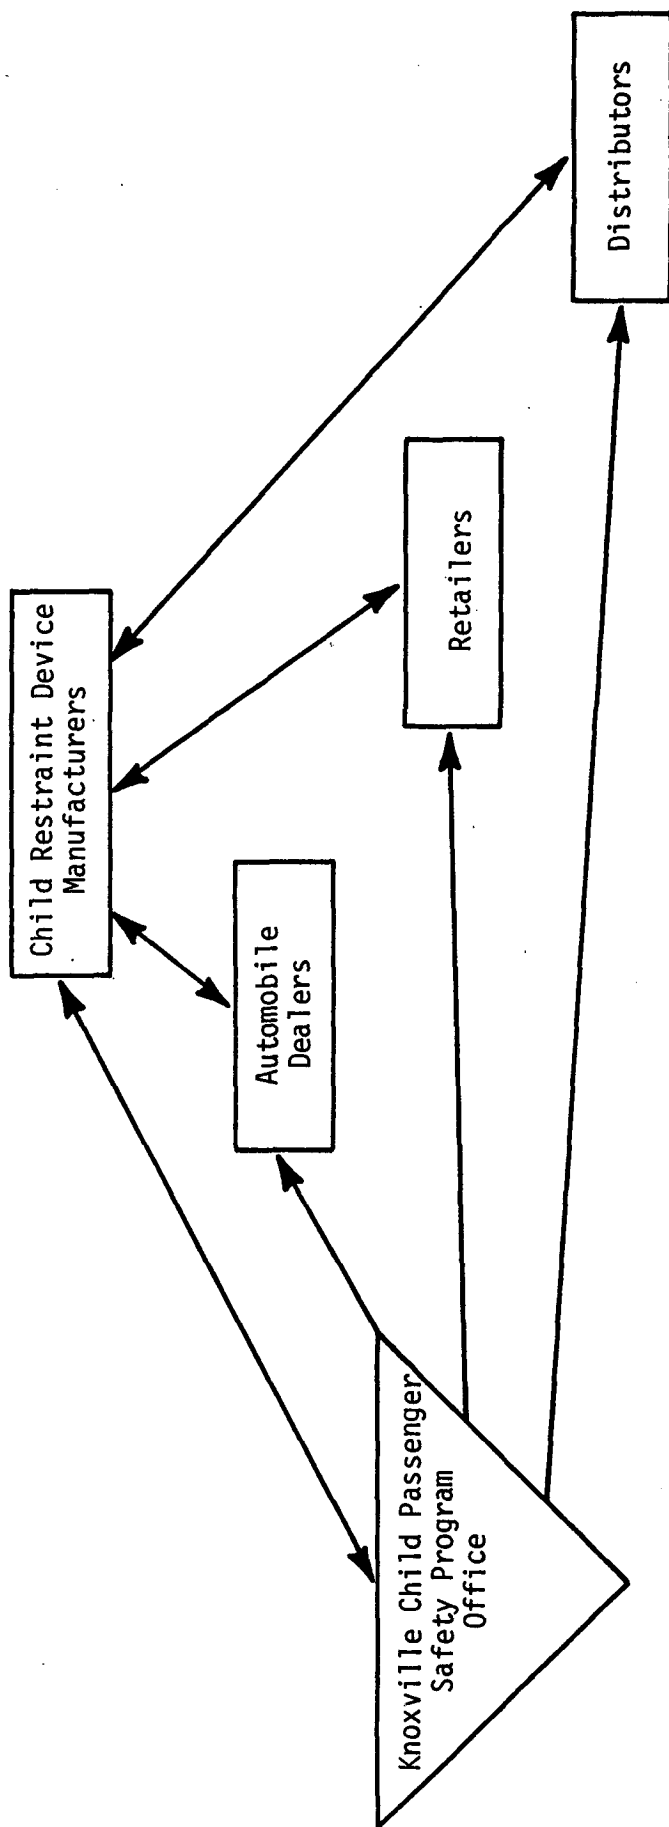 Child Restraint Device
Manufacturers
Automobile
Dealers
Retailers
Distributors
Knoxville Child Passenger
Safety Program
Office